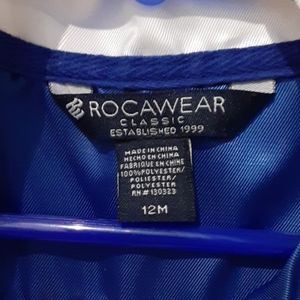 ROCAWEAR
CLASSIC
ESTABLISHED 1999
MADE IN CHINA
HECHO EN CHINA
FABRIQUE EN CHINE
100% POLYESTER/
POLIESTER/
POLYESTER
RN# 130323
12M